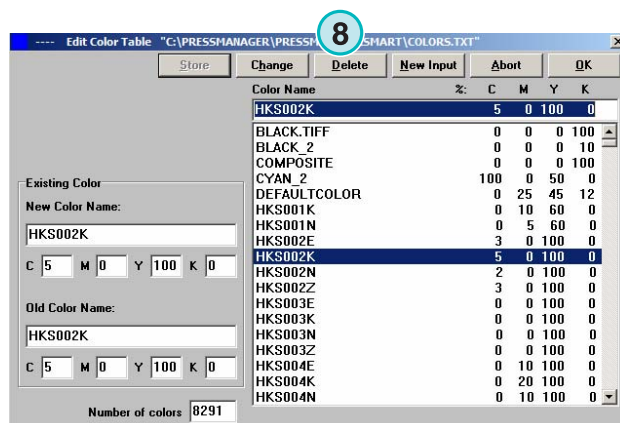 8
---- Edit Color Table "C:\PRESSMANAGER\PRESSM SMART\COLORS.TXT"
Store Change Delete New Input Abort OK
Color Name %: C M Y K
HKS002K 5 0 100 0
BLACK.TIFF 0 0 0 100
BLACK_2 0 0 0 10
COMPOSITE 0 0 0 100
CYAN_2 100 0 50 0
DEFAULTCOLOR 0 25 45 12
HKS001K 0 10 60 0
HKS001N 0 5 60 0
HKS002E 3 0 100 0
HKS002K 5 0 100 0
HKS002N 2 0 100 0
HKS002Z 3 0 100 0
HKS003E 0 0 100 0
HKS003K 0 0 100 0
HKS003N 0 0 100 0
HKS003Z 0 0 100 0
HKS004E 0 10 100 0
HKS004K 0 20 100 0
HKS004N 0 10 100 0
Existing Color
New Color Name:
HKS002K
C 5 M 0 Y 100 K 0
Old Color Name:
HKS002K
C 5 M 0 Y 100 K 0
Number of colors 8291